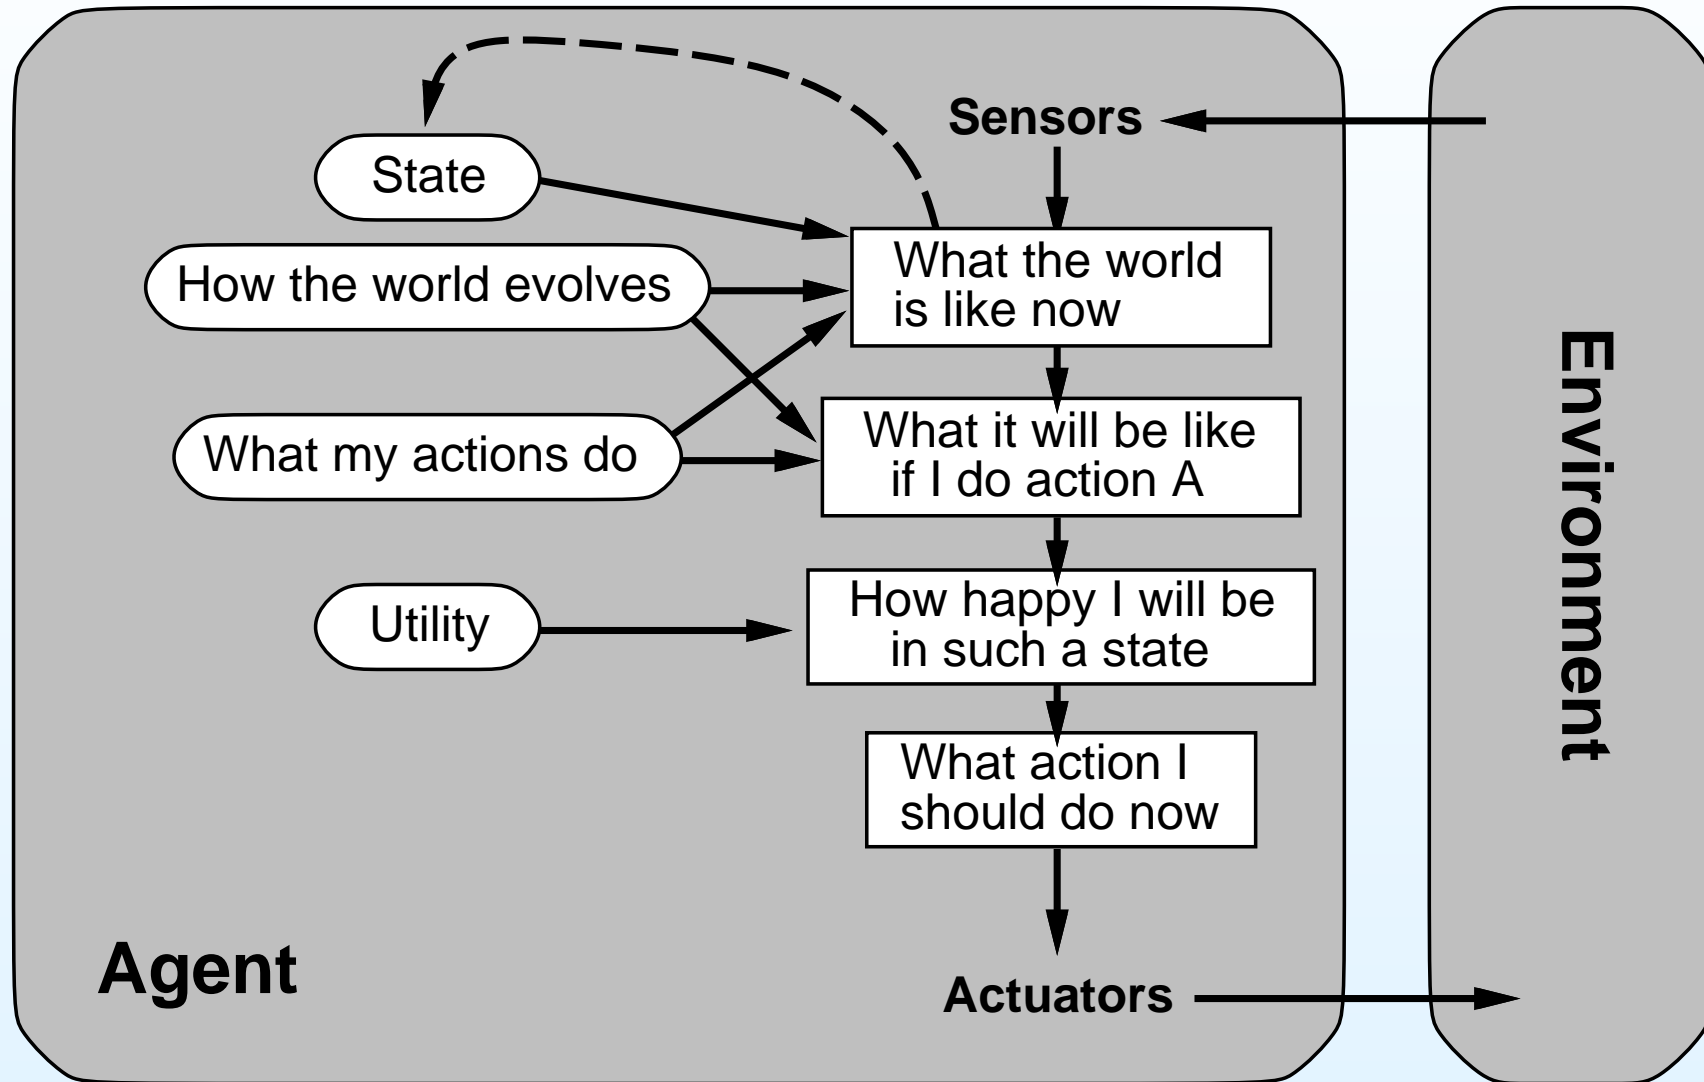 Sensors
State
What the world
is like now
How the world evolves
What my actions do
What it will be like
if I do action A
Utility
How happy I will be
in such a state
What action I
should do now
Agent
Actuators
Environment